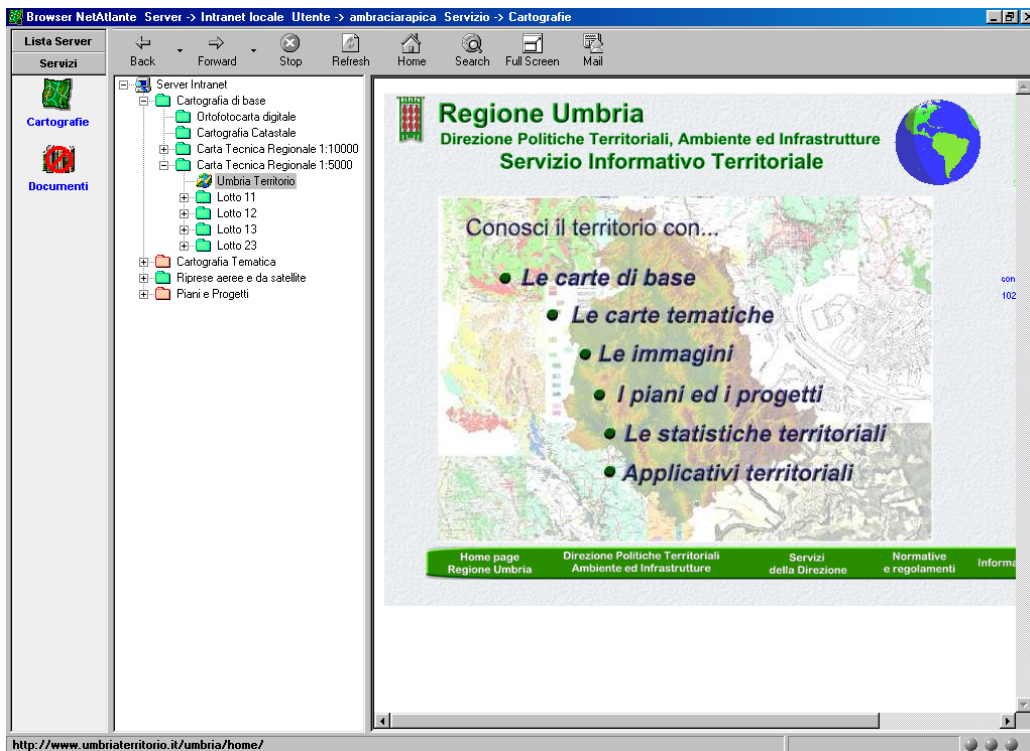 Browser NetAtlante Server -> Intranet locale Utente -> ambraciarapica Servizio -> Cartografie
Lista Server
Servizi
Cartografie
Documenti
Back
Forward
Stop
Refresh
Home
Search
Full Screen
Mail
Server Intranet
Cartografia di base
Ortofotocarta digitale
Cartografia Catastale
Carta Tecnica Regionale 1:10000
Carta Tecnica Regionale 1:5000
Umbria Territorio
Lotto 11
Lotto 12
Lotto 13
Lotto 23
Cartografia Tematica
Riprese aeree e da satellite
Piani e Progetti
Regione Umbria
Direzione Politiche Territoriali, Ambiente ed Infrastrutture
Servizio Informativo Territoriale
Conosci il territorio con...
Le carte di base
Le carte tematiche
Le immagini
I piani ed i progetti
Le statistiche territoriali
Applicativi territoriali
con
102
Home page
Regione Umbria
Direzione Politiche Territoriali
Ambiente ed Infrastrutture
Servizi
della Direzione
Normative
e regolamenti
Informa
http://www.umbriaterritorio.it/umbria/home/